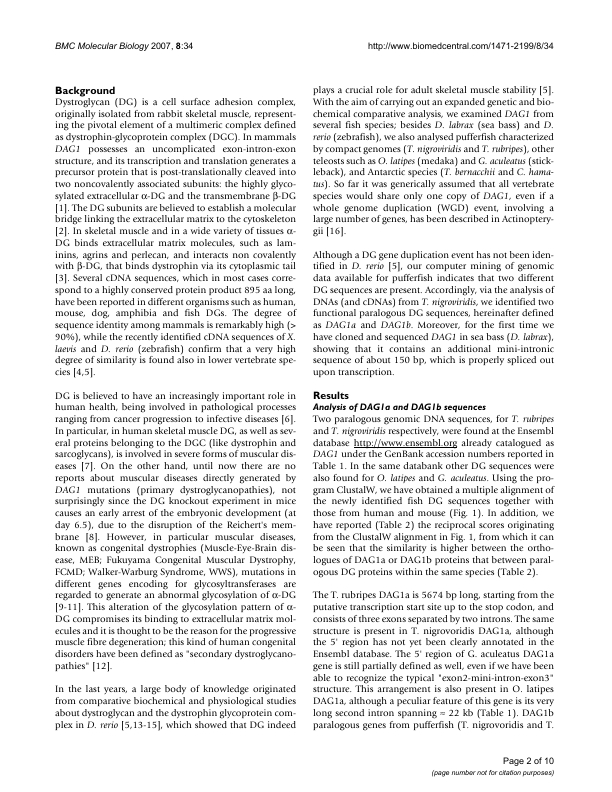 BMC Molecular Biology 2007, 8:34
http://www.biomedcentral.com/1471-2199/8/34
Background
Dystroglycan (DG) is a cell surface adhesion complex,
originally isolated from rabbit skeletal muscle, represent-
ing the pivotal element of a multimeric complex defined
as dystrophin-glycoprotein complex (DGC). In mammals
DAG1 possesses an uncomplicated exon-intron-exon
structure, and its transcription and translation generates a
precursor protein that is post-translationally cleaved into
two noncovalently associated subunits: the highly glyco-
sylated extracellular α-DG and the transmembrane β-DG
[1]. The DG subunits are believed to establish a molecular
bridge linking the extracellular matrix to the cytoskeleton
[2]. In skeletal muscle and in a wide variety of tissues α-
DG binds extracellular matrix molecules, such as lam-
inins, agrins and perlecan, and interacts non covalently
with β-DG, that binds dystrophin via its cytoplasmic tail
[3]. Several cDNA sequences, which in most cases corre-
spond to a highly conserved protein product 895 aa long,
have been reported in different organisms such as human,
mouse, dog, amphibia and fish DGs. The degree of
sequence identity among mammals is remarkably high (>
90%), while the recently identified cDNA sequences of X.
laevis and D. rerio (zebrafish) confirm that a very high
degree of similarity is found also in lower vertebrate spe-
cies [4,5].
DG is believed to have an increasingly important role in
human health, being involved in pathological processes
ranging from cancer progression to infective diseases [6].
In particular, in human skeletal muscle DG, as well as sev-
eral proteins belonging to the DGC (like dystrophin and
sarcoglycans), is involved in severe forms of muscular dis-
eases [7]. On the other hand, until now there are no
reports about muscular diseases directly generated by
DAG1 mutations (primary dystroglycanopathies), not
surprisingly since the DG knockout experiment in mice
causes an early arrest of the embryonic development (at
day 6.5), due to the disruption of the Reichert's mem-
brane [8]. However, in particular muscular diseases,
known as congenital dystrophies (Muscle-Eye-Brain dis-
ease, MEB; Fukuyama Congenital Muscular Dystrophy,
FCMD; Walker-Warburg Syndrome, WWS), mutations in
different genes encoding for glycosyltransferases are
regarded to generate an abnormal glycosylation of α-DG
[9-11]. This alteration of the glycosylation pattern of α-
DG compromises its binding to extracellular matrix mol-
ecules and it is thought to be the reason for the progressive
muscle fibre degeneration; this kind of human congenital
disorders have been defined as "secondary dystroglycano-
pathies" [12].
In the last years, a large body of knowledge originated
from comparative biochemical and physiological studies
about dystroglycan and the dystrophin glycoprotein com-
plex in D. rerio [5,13-15], which showed that DG indeed
plays a crucial role for adult skeletal muscle stability [5].
With the aim of carrying out an expanded genetic and bio-
chemical comparative analysis, we examined DAG1 from
several fish species; besides D. labrax (sea bass) and D.
rerio (zebrafish), we also analysed pufferfish characterized
by compact genomes (T. nigroviridis and T. rubripes), other
teleosts such as O. latipes (medaka) and G. aculeatus (stick-
leback), and Antarctic species (T. bernacchii and C. hama-
tus). So far it was generically assumed that all vertebrate
species would share only one copy of DAG1, even if a
whole genome duplication (WGD) event, involving a
large number of genes, has been described in Actinoptery-
gii [16].
Although a DG gene duplication event has not been iden-
tified in D. rerio [5], our computer mining of genomic
data available for pufferfish indicates that two different
DG sequences are present. Accordingly, via the analysis of
DNAs (and cDNAs) from T. nigroviridis, we identified two
functional paralogous DG sequences, hereinafter defined
as DAG1a and DAG1b. Moreover, for the first time we
have cloned and sequenced DAG1 in sea bass (D. labrax),
showing that it contains an additional mini-intronic
sequence of about 150 bp, which is properly spliced out
upon transcription.
Results
Analysis of DAG1a and DAG1b sequences
Two paralogous genomic DNA sequences, for T. rubripes
and T. nigroviridis respectively, were found at the Ensembl
database http://www.ensembl.org already catalogued as
DAG1 under the GenBank accession numbers reported in
Table 1. In the same databank other DG sequences were
also found for O. latipes and G. aculeatus. Using the pro-
gram ClustalW, we have obtained a multiple alignment of
the newly identified fish DG sequences together with
those from human and mouse (Fig. 1). In addition, we
have reported (Table 2) the reciprocal scores originating
from the ClustalW alignment in Fig. 1, from which it can
be seen that the similarity is higher between the ortho-
logues of DAG1a or DAG1b proteins that between paral-
ogous DG proteins within the same species (Table 2).
The T. rubripes DAG1a is 5674 bp long, starting from the
putative transcription start site up to the stop codon, and
consists of three exons separated by two introns. The same
structure is present in T. nigrovoridis DAG1a, although
the 5' region has not yet been clearly annotated in the
Ensembl database. The 5' region of G. aculeatus DAG1a
gene is still partially defined as well, even if we have been
able to recognize the typical "exon2-mini-intron-exon3"
structure. This arrangement is also present in O. latipes
DAG1a, although a peculiar feature of this gene is its very
long second intron spanning ≈ 22 kb (Table 1). DAG1b
paralogous genes from pufferfish (T. nigrovoridis and T.
Page 2 of 10
(page number not for citation purposes)